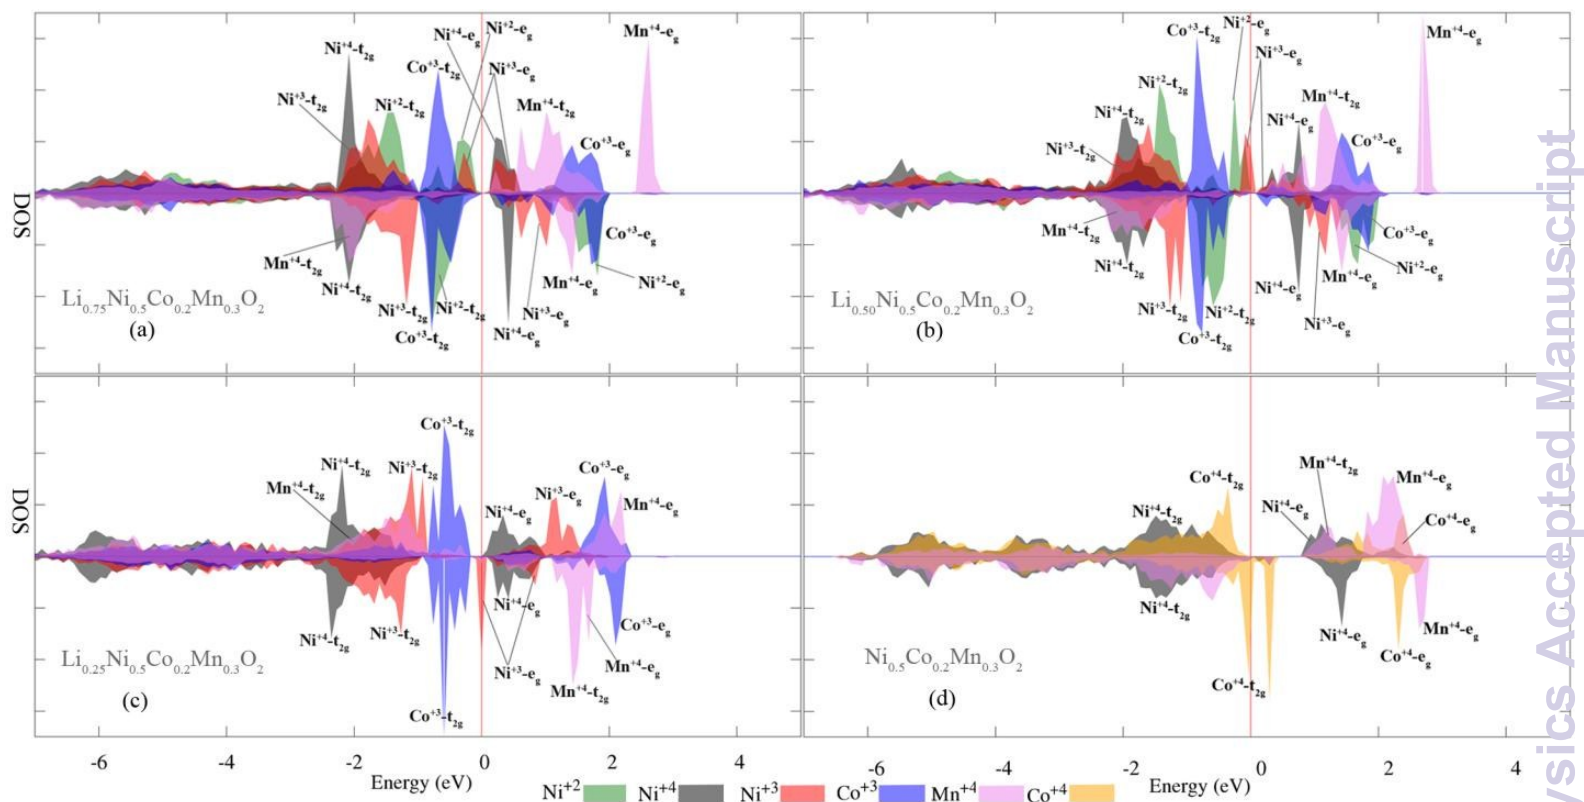 Ni+4-eg
Ni+2-eg
Mn+4-eg
Ni+4-t2g
Co+3-t2g
Ni+3-eg
Ni+3-t2g
Ni+2-t2g
Mn+4-t2g
Co+3-eg
DOS
Mn+4-t2g
Ni+4-t2g
Co+3-eg
Mn+4-eg
Ni+2-eg
Li0.75Ni0.5Co0.2Mn0.3O2
(a)
Ni+3-t2g
Ni+2-t2g
Ni+3-eg
Co+3-t2g
Ni+4-eg
Co+3-t2g
Ni+2-eg
Mn+4-eg
Ni+3-eg
Ni+2-t2g
Ni+4-t2g
Mn+4-t2g
Ni+4-eg
Ni+3-t2g
Co+3-eg
Mn+4-t2g
Co+3-eg
Ni+4-t2g
Mn+4-eg
Ni+2-eg
Ni+4-eg
Li0.50Ni0.5Co0.2Mn0.3O2
(b)
Ni+3-t2g
Ni+2-t2g
Ni+3-eg
Co+3-t2g
Co+3-t2g
Ni+4-t2g
Ni+3-t2g
Co+3-eg
Mn+4-t2g
Ni+3-eg
Mn+4-eg
Ni+4-eg
DOS
Ni+4-eg
Ni+4-t2g
Ni+3-t2g
Co+3-eg
Li0.25Ni0.5Co0.2Mn0.3O2
(c)
Ni+3-eg
Mn+4-eg
Mn+4-t2g
Co+3-t2g
Co+4-t2g
Mn+4-t2g
Mn+4-eg
Ni+4-t2g
Ni+4-eg
Co+4-eg
Ni+4-t2g
Ni+4-eg
Mn+4-eg
Co+4-eg
Ni0.5Co0.2Mn0.3O2
(d)
Co+4-t2g
-6 -4 -2 0 2 4
Energy (eV)
-6 -4 -2 0 2 4
Energy (eV)
Ni+2 Ni+4 Ni+3 Co+3 Mn+4 Co+4
sics Accepted Manuscript